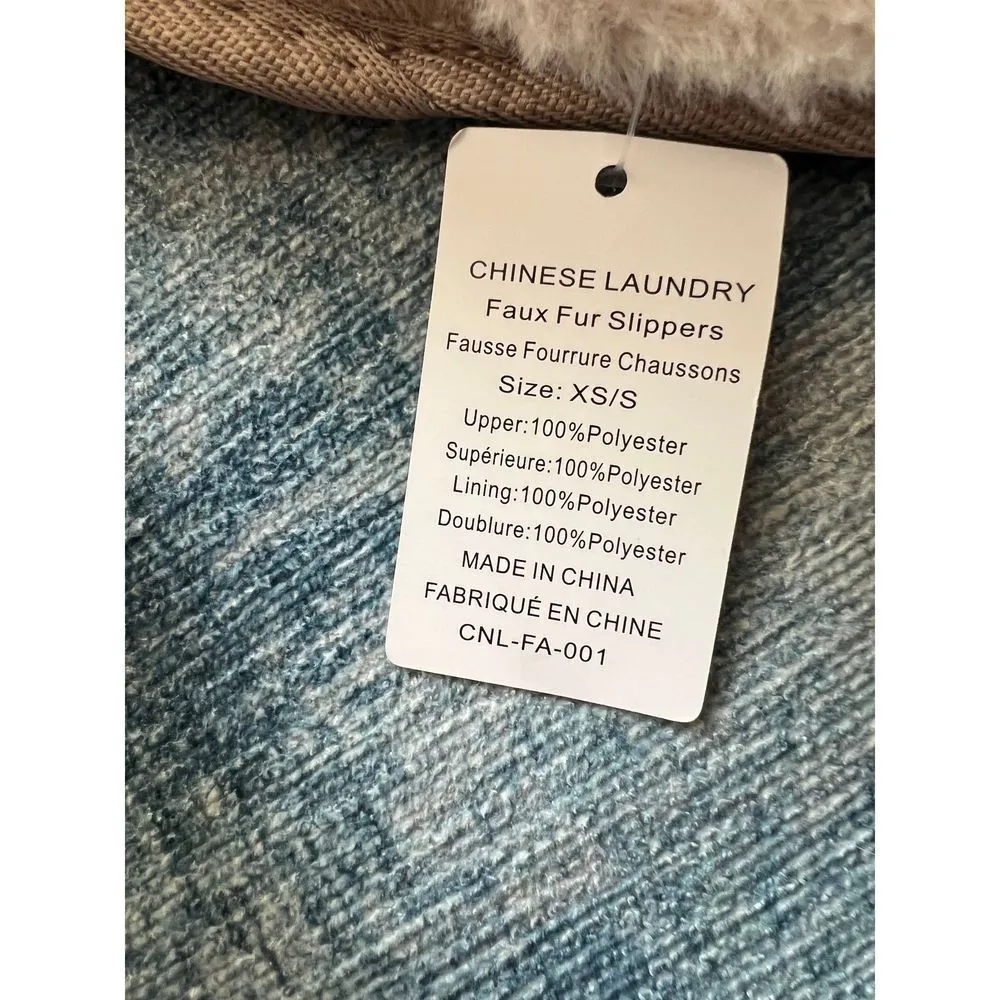 CHINESE LAUNDRY
Faux Fur Slippers
Fausse Fourrure Chaussons
Size: XS/S
Upper:100%Polyester
Supérieure:100%Polyester
Lining:100%Polyester
Doublure:100%Polyester
MADE IN CHINA
FABRIQUÉ EN CHINE
CNL-FA-001